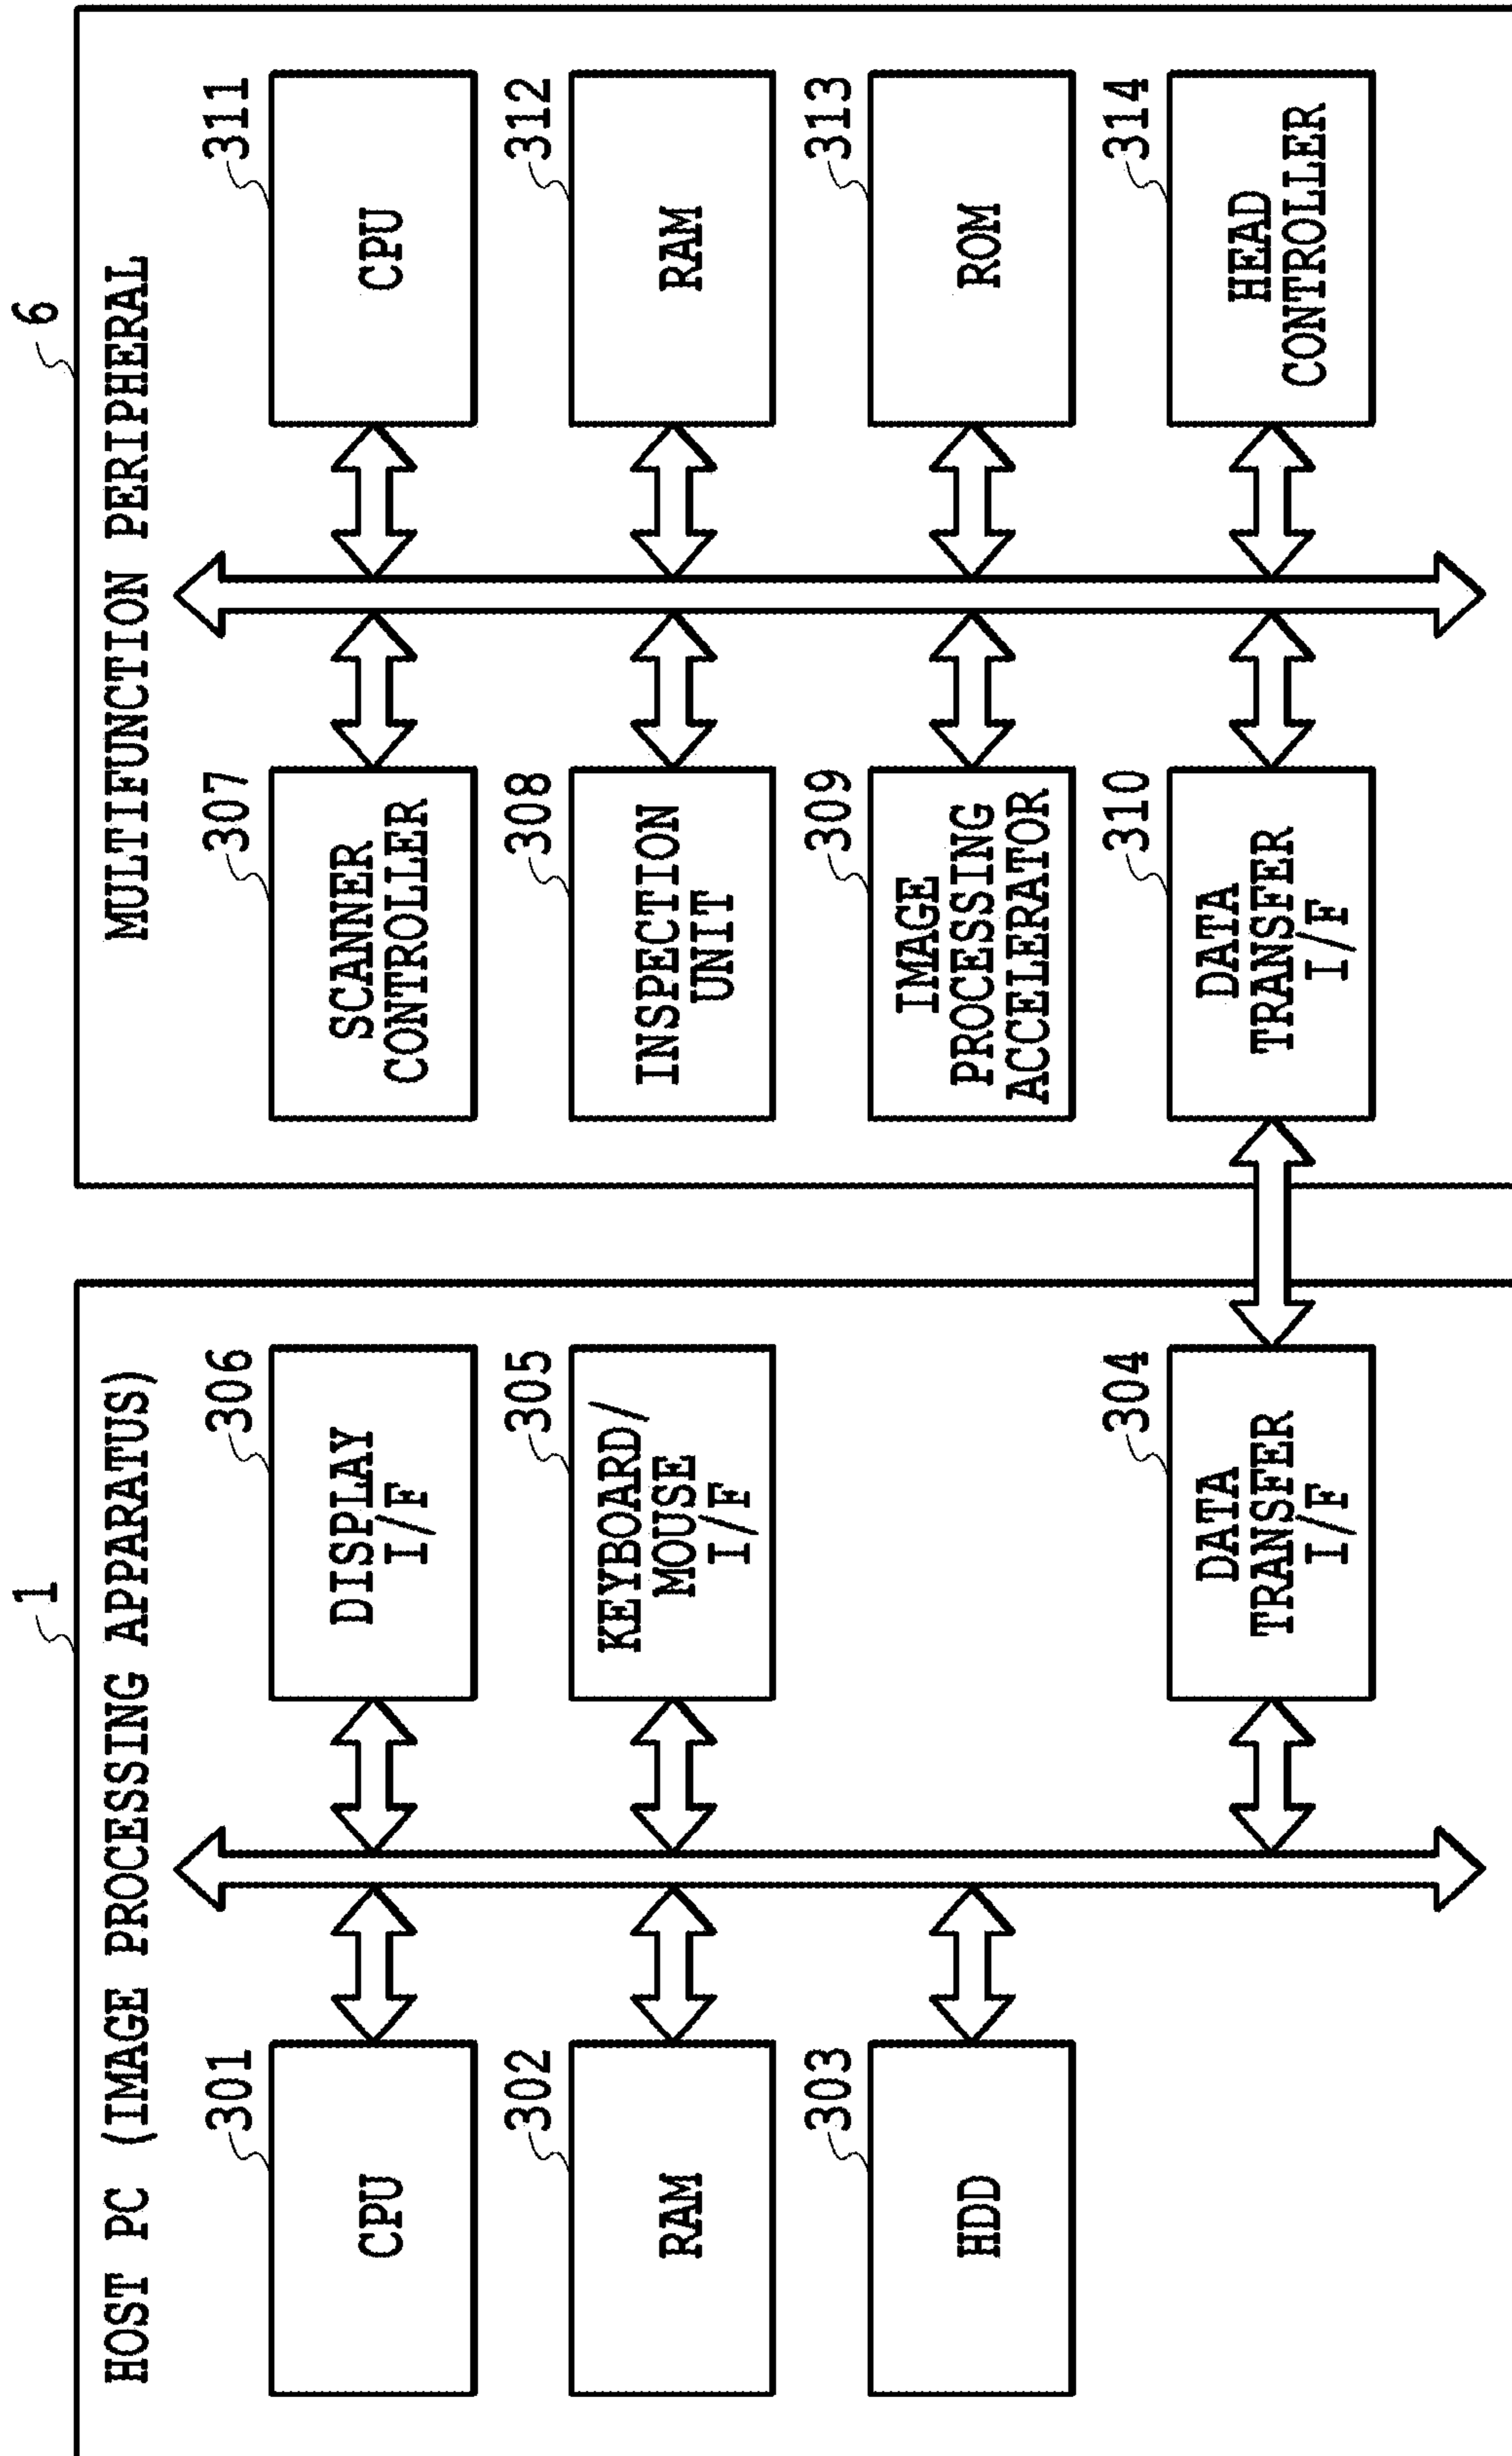 1
HOST PC (IMAGE PROCESSING APPARATUS)
301
CPU
302
RAM
303
HDD
306
DISPLAY
I/F
305
KEYBOARD/
MOUSE
I/F
304
DATA
TRANSFER
I/F
6
MULTIFUNCTION PERIPHERAL
307
SCANNER
CONTROLLER
308
INSPECTION
UNIT
309
IMAGE
PROCESSING
ACCELERATOR
310
DATA
TRANSFER
I/F
311
CPU
312
RAM
313
ROM
314
HEAD
CONTROLLER